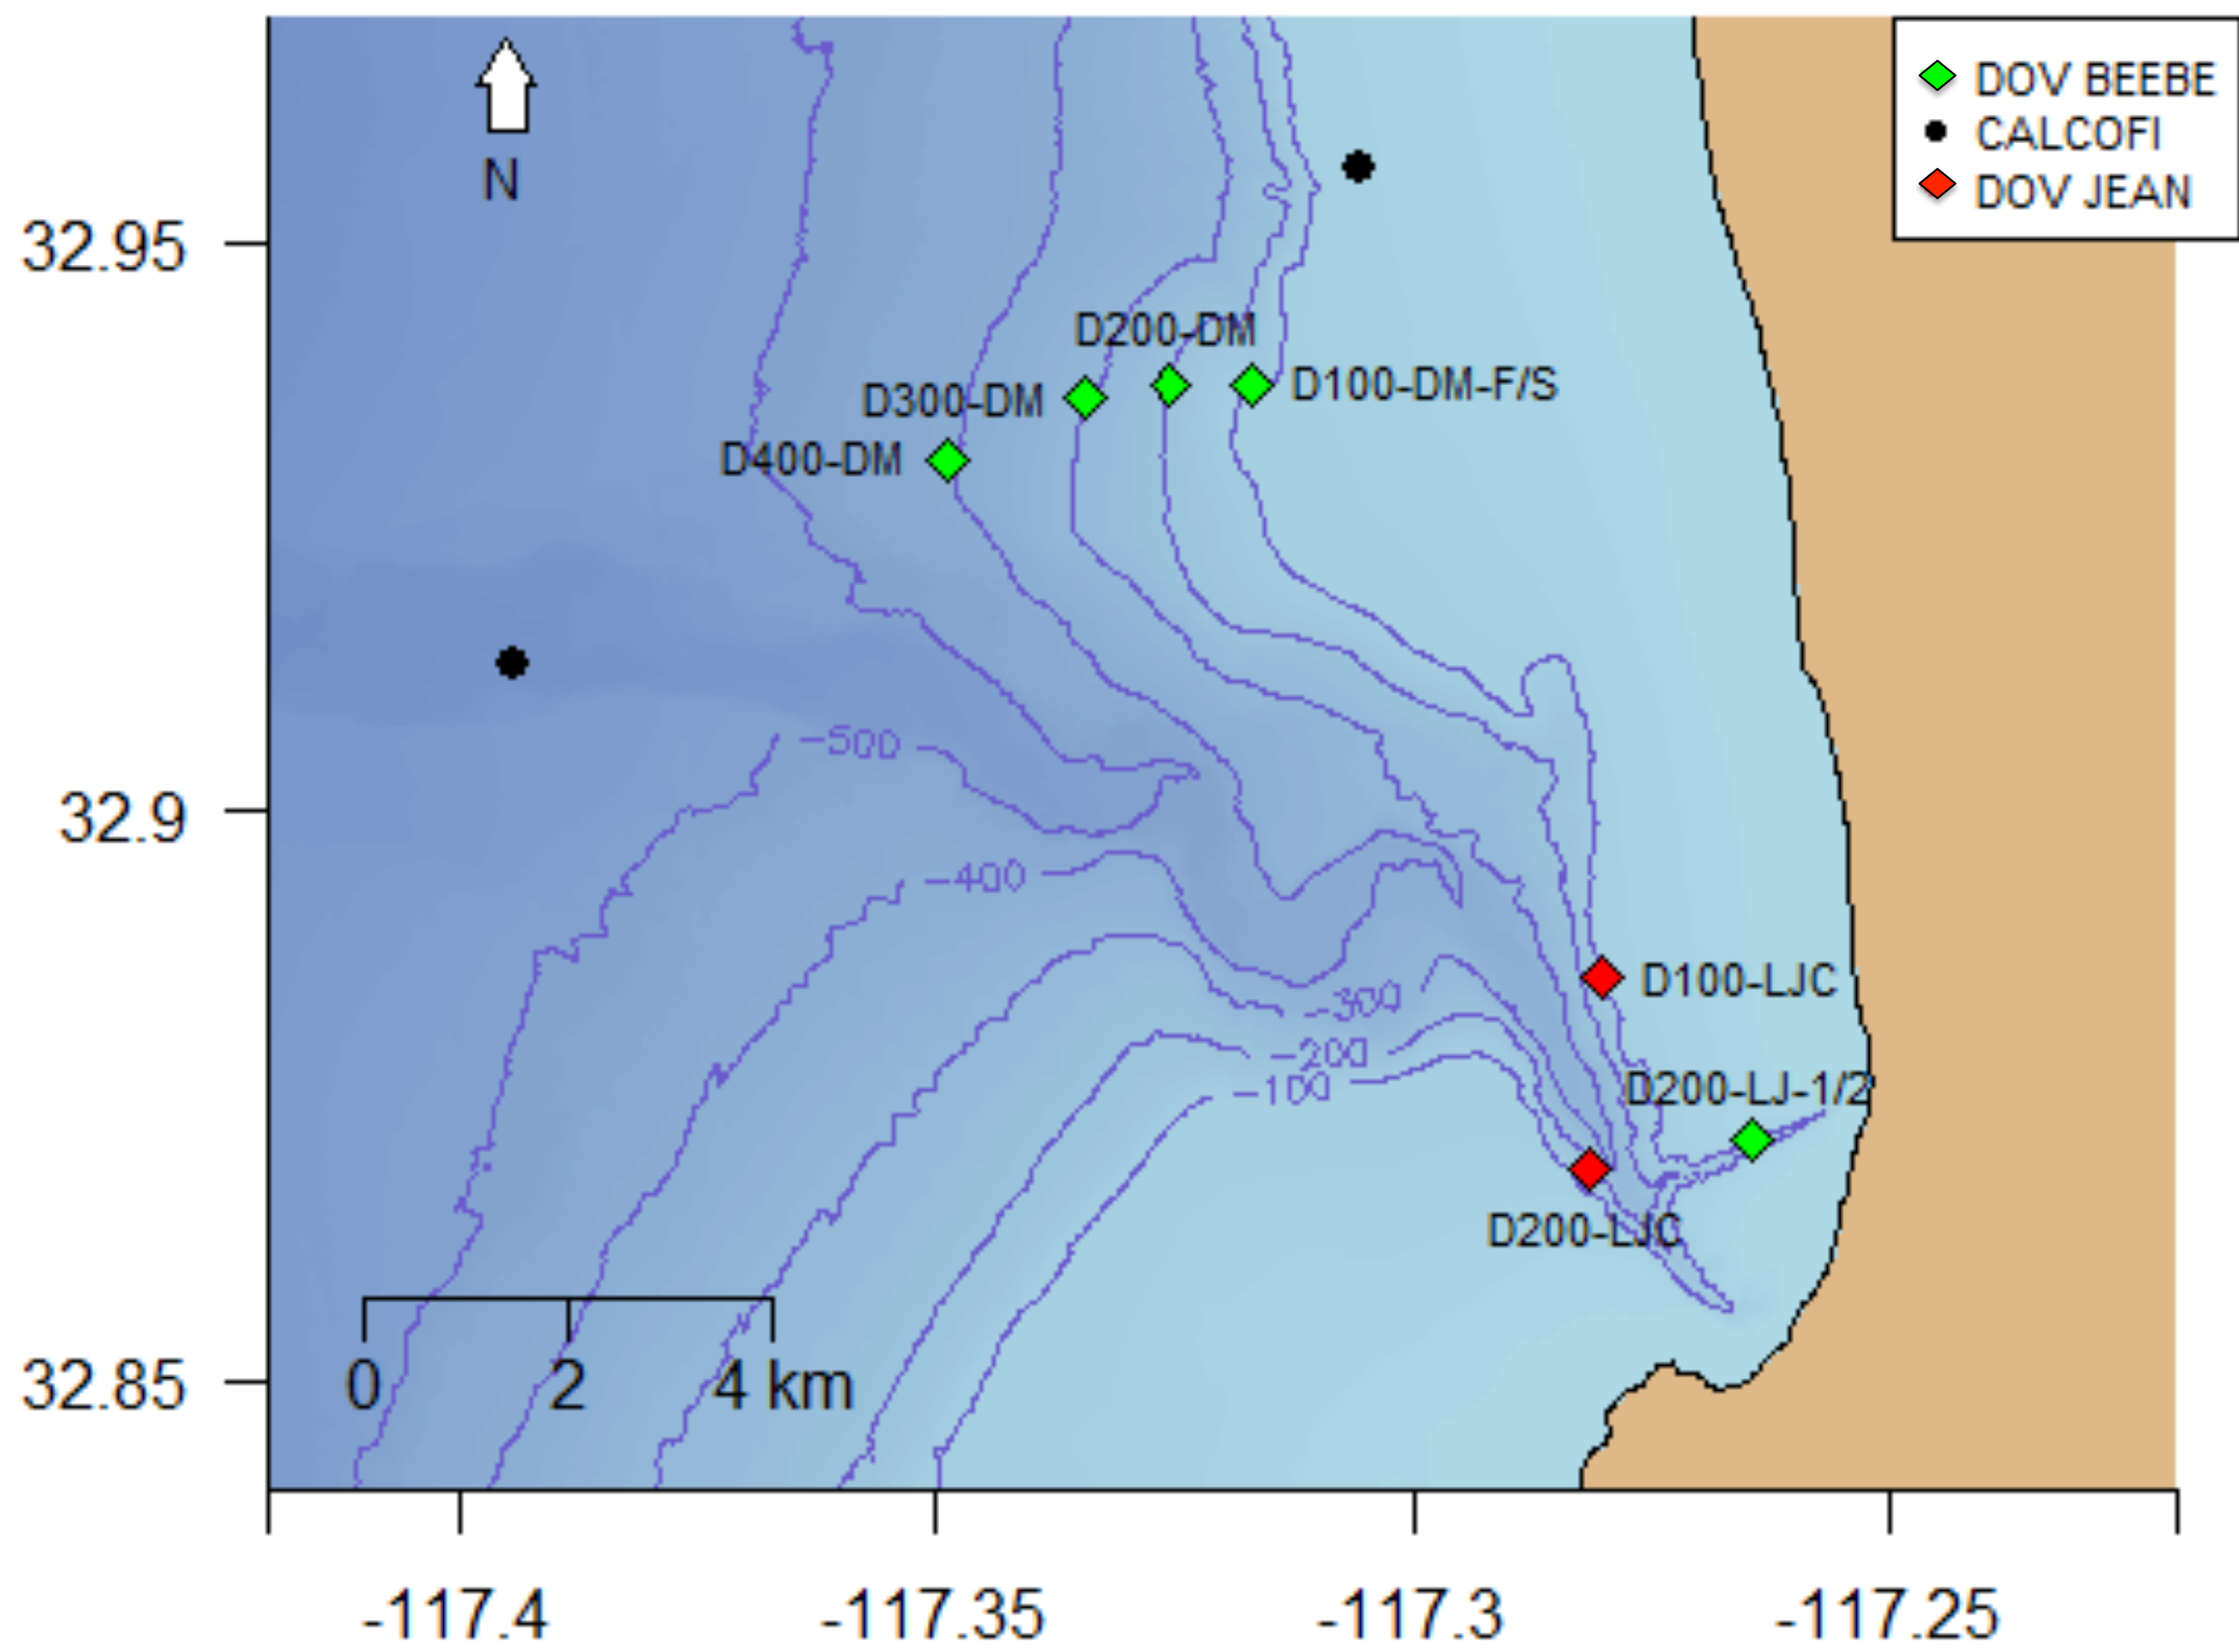 DOV BEEBE
CALCOFI
DOV JEAN
N
32.95
D200-DM
D300-DM
D100-DM-F/S
D400-DM
-500
32.9
-400
D100-LJC
-300
-200
-100
D200-LJ-1/2
D200-LJC
0 2 4 km
32.85
-117.4 -117.35 -117.3 -117.25